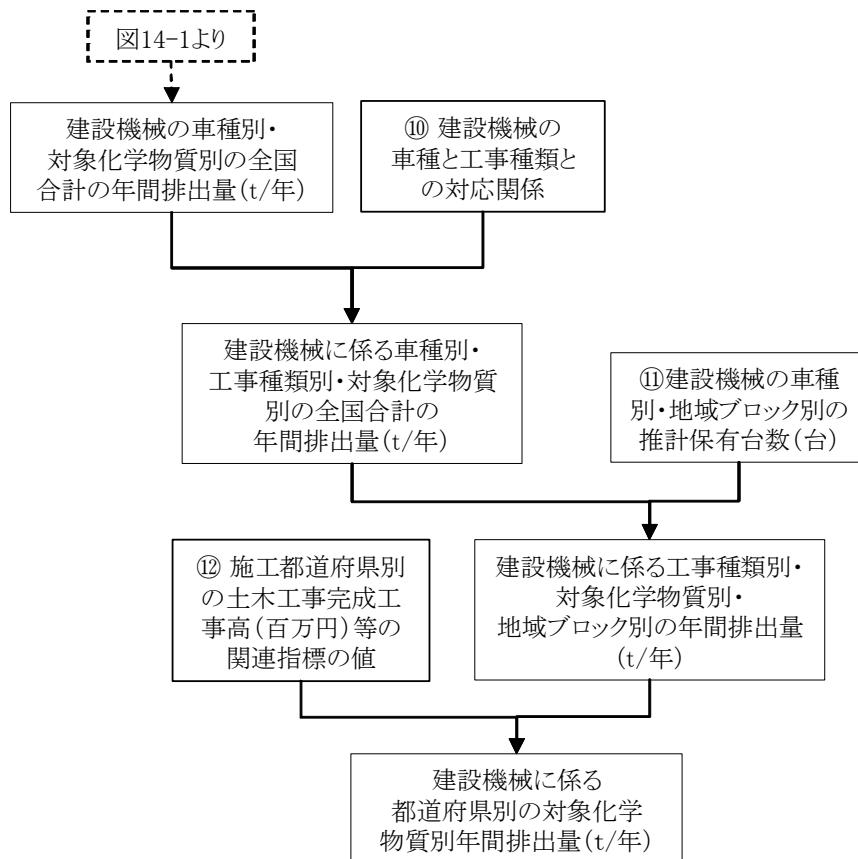 図14-1より
建設機械の車種別・
対象化学物質別の全国
合計の年間排出量(t/年)
⑩ 建設機械の
車種と工事種類と
の対応関係
建設機械に係る車種別・
工事種類別・対象化学物質
別の全国合計の
年間排出量(t/年)
⑪建設機械の車種
別・地域ブロック別の
推計保有台数(台)
⑫ 施工都道府県別
の土木工事完成工
事高(百万円)等の
関連指標の値
建設機械に係る工事種類別・
対象化学物質別・
地域ブロック別の年間排出量
(t/年)
建設機械に係る
都道府県別の対象化学
物質別年間排出量(t/年)